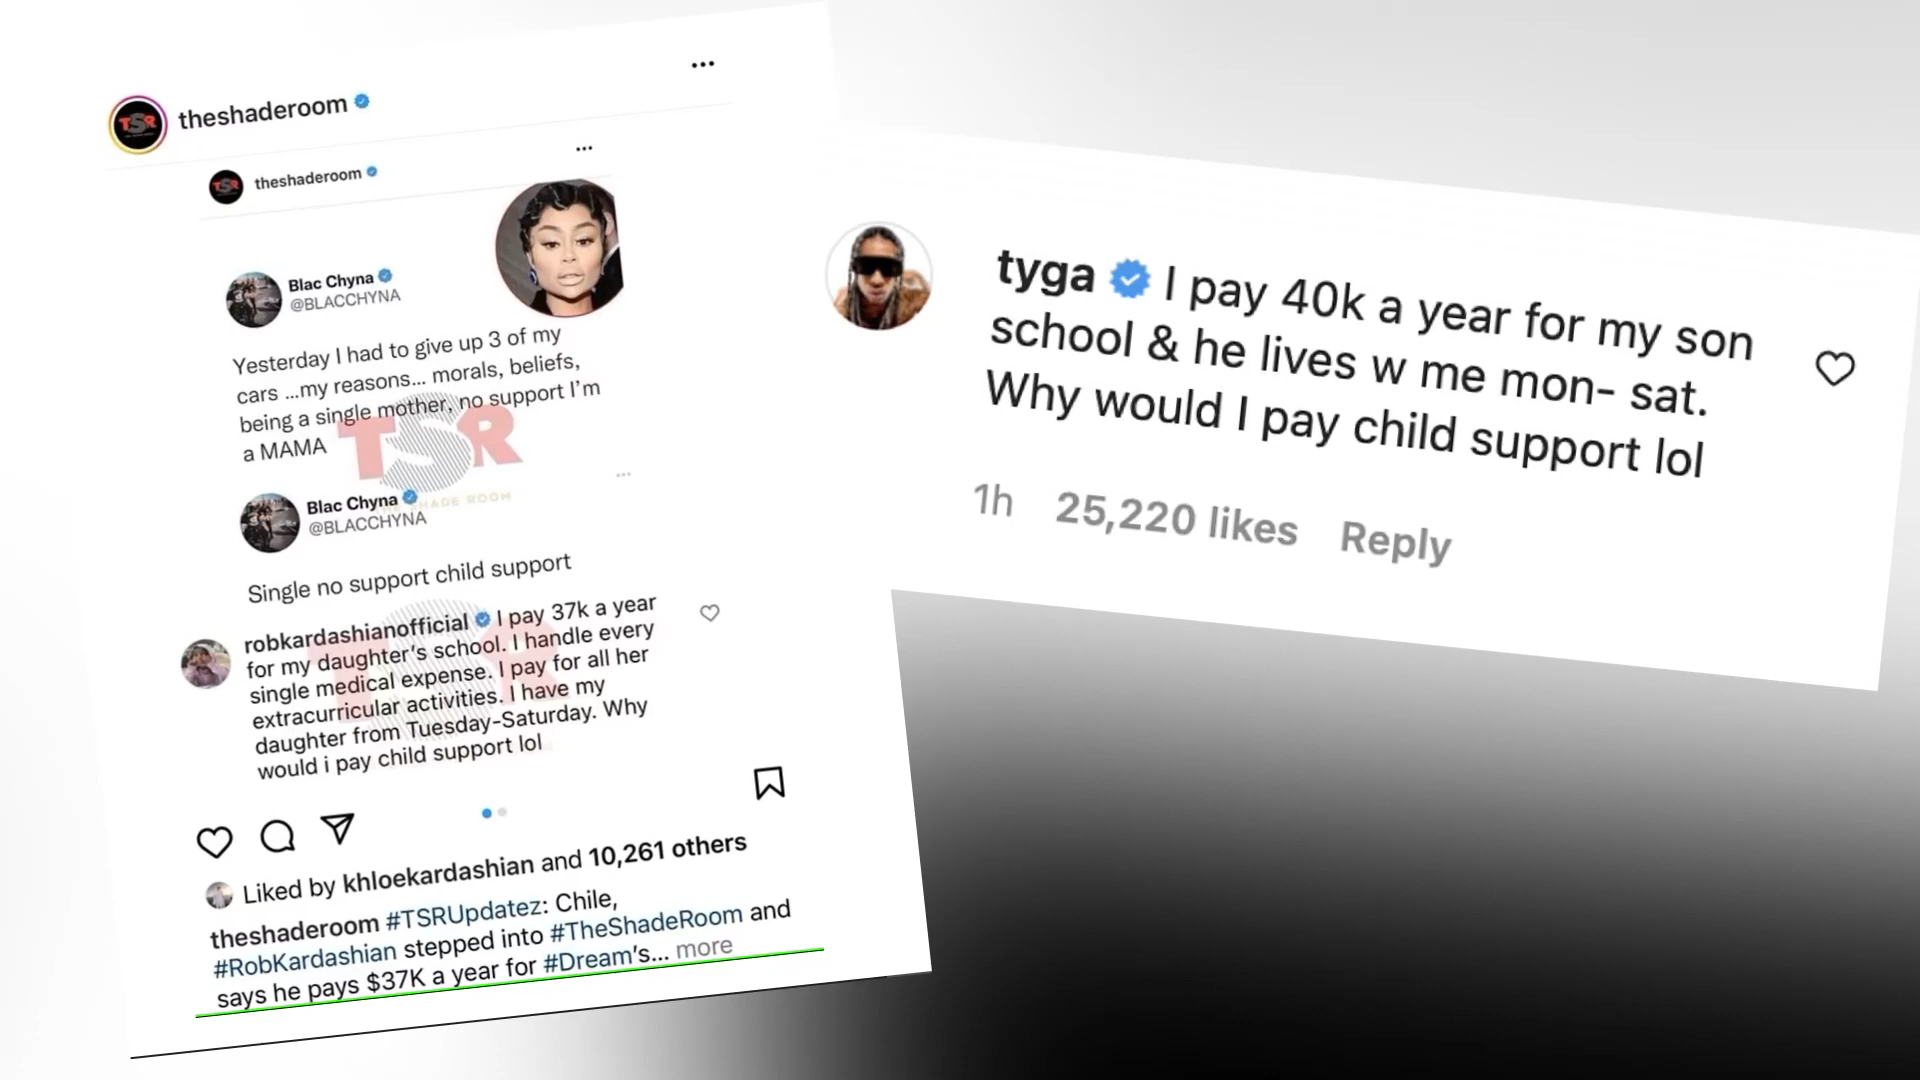 theshaderoom
TSR
theshaderoom
TSR
Blac Chyna
@BLACCHYNA
Yesterday I had to give up 3 of my
cars ...my reasons... morals, beliefs,
being a single mother, no support I'm
a MAMA
TSR
SHADE ROOM
Blac Chyna
@BLACCHYNA
Single no support child support
robkardashianofficial I pay 37k a year
for my daughter's school. I handle every
single medical expense. I pay for all her
extracurricular activities. I have my
daughter from Tuesday-Saturday. Why
would i pay child support lol
TSR
Liked by khloekardashian and 10,261 others
theshaderoom #TSRUpdatez: Chile,
#RobKardashian stepped into #TheShadeRoom and
says he pays $37K a year for #Dream's... more
tyga I pay 40k a year for my son
school & he lives w me mon- sat.
Why would I pay child support lol
1h 25,220 likes Reply